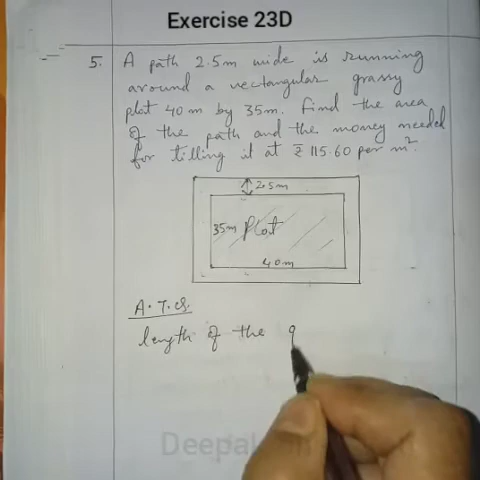 Exercise 23D
5. A path 2.5m wide is running
around a rectangular grassy
plot 40 m by 35m. Find the area
of the path and the money needed
for tilling it at ₹ 115.60 per m².
2.5m
35m Plot
40m
A.T.Q.
length of the g